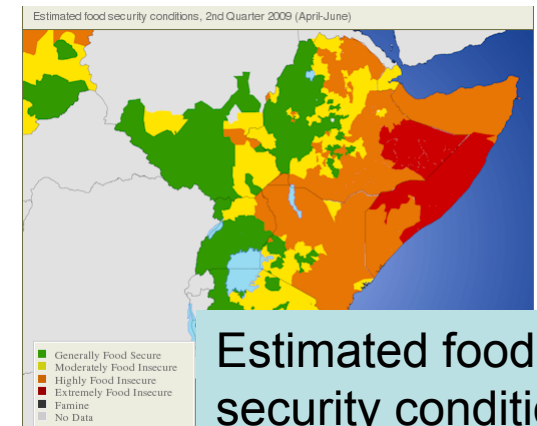 Estimated food security conditions, 2nd Quarter 2009 (April-June)
Generally Food Secure
Moderately Food Insecure
Highly Food Insecure
Extremely Food Insecure
Famine
No Data
Estimated food
security conditio